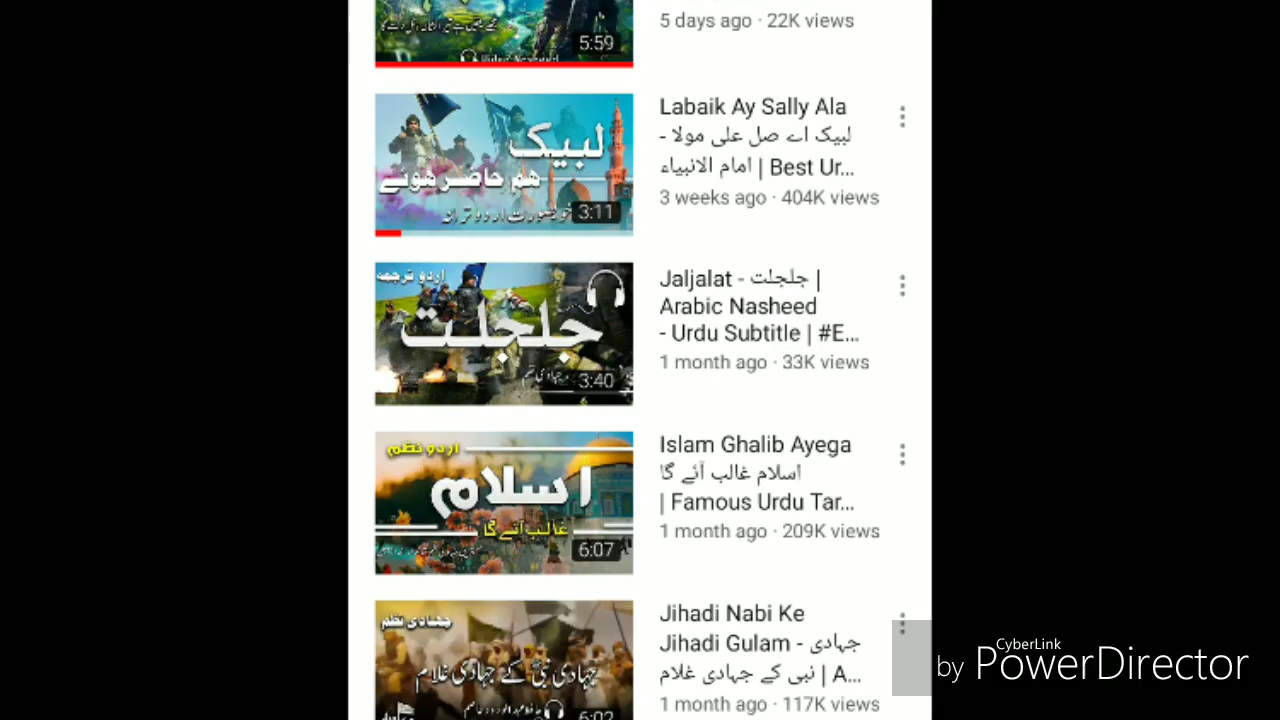 5 days ago · 22K views
5:59
Labaik Ay Sally Ala
- لبیک اے صل علی مولا
امام الانبیاء | Best Ur...
3 weeks ago · 404K views
لبیک
ھم حاضر ھوئے
خوبصورت اردو ترانہ
3:11
Jaljalat - جلجلت |
Arabic Nasheed
- Urdu Subtitle | #E...
1 month ago · 33K views
اردو ترجمہ
جلجلت
3:40
Islam Ghalib Ayega
اسلام غالب آئے گا
| Famous Urdu Tar...
1 month ago · 209K views
اردو نظم
اسلام
غالب آئے گا
6:07
Jihadi Nabi Ke
Jihadi Gulam - جہادی
نبی کے جہادی غلام | A...
1 month ago · 117K views
جہادی نظم
جہادی نبیؐ کے جہادی غلام
6:02
by CyberLink PowerDirector